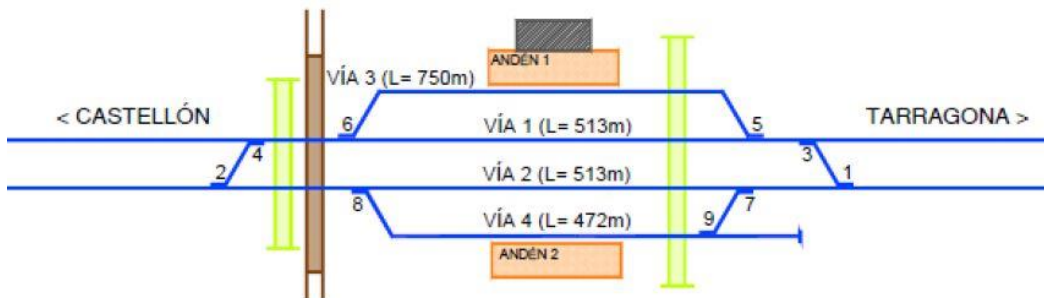 ANDÉN 1
VÍA 3 (L= 750m)
< CASTELLÓN
TARRAGONA >
6
VÍA 1 (L= 513m)
5
4
3
2
VÍA 2 (L= 513m)
1
8
7
VÍA 4 (L= 472m)
9
ANDÉN 2